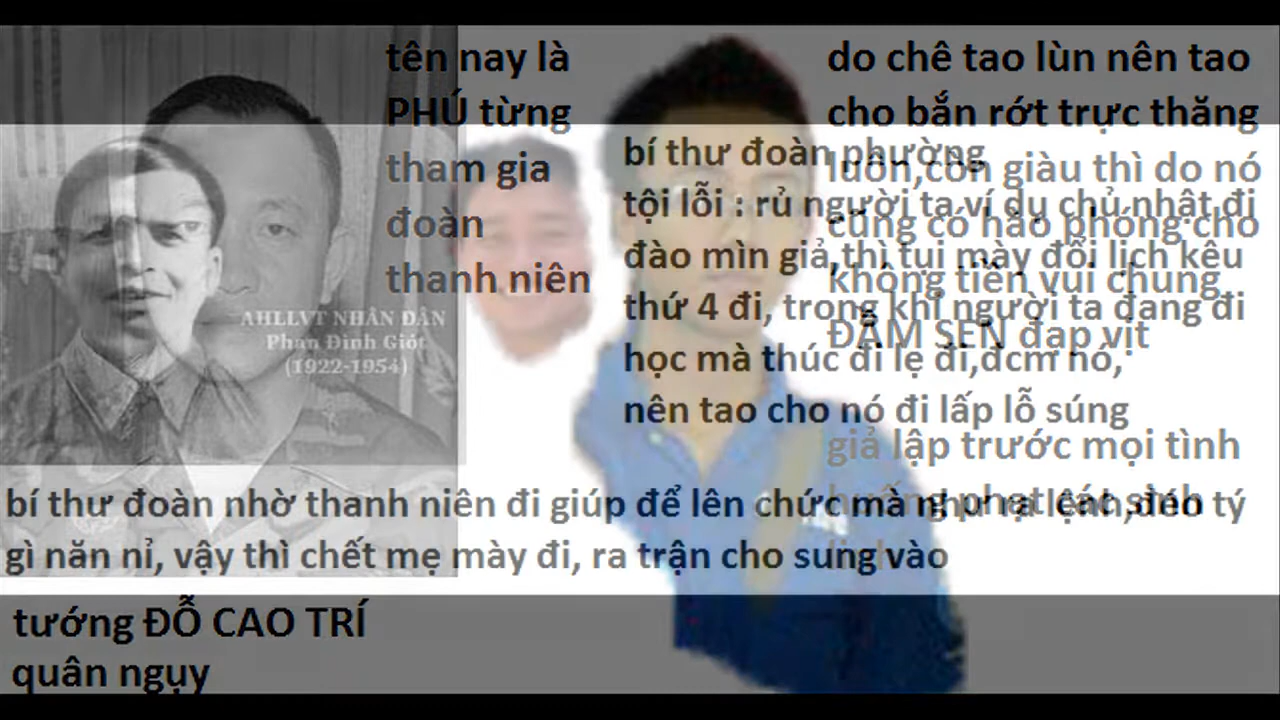 tên nay là
PHÚ từng
tham gia
đoàn
thanh niên
do chê tao lùn nên tao
cho bắn rớt trực thăng
luôn,còn giàu thì do nó
cũng có hào phóng cho
không tiền vui chung,
ĐẦM SEN đạp vịt
giả lập trước mọi tình
bí thư đoàn phường
tội lỗi : rủ người ta ví dụ chủ nhật đi
đào mìn giả,thì tụi mày đổi lịch kêu
thứ 4 đi, trong khi người ta đang đi
học mà thúc đi lẹ đi,đcm nó,
nên tao cho nó đi lấp lỗ súng
AHLLVT NHÂN DÂN
Phan Đình Giót
(1922-1954)
bí thư đoàn nhờ thanh niên đi giúp để lên chức mà như ra lệnh,đéo tý
gì năn nỉ, vậy thì chết mẹ mày đi, ra trận cho sung vào
tướng ĐỖ CAO TRÍ
quân ngụy